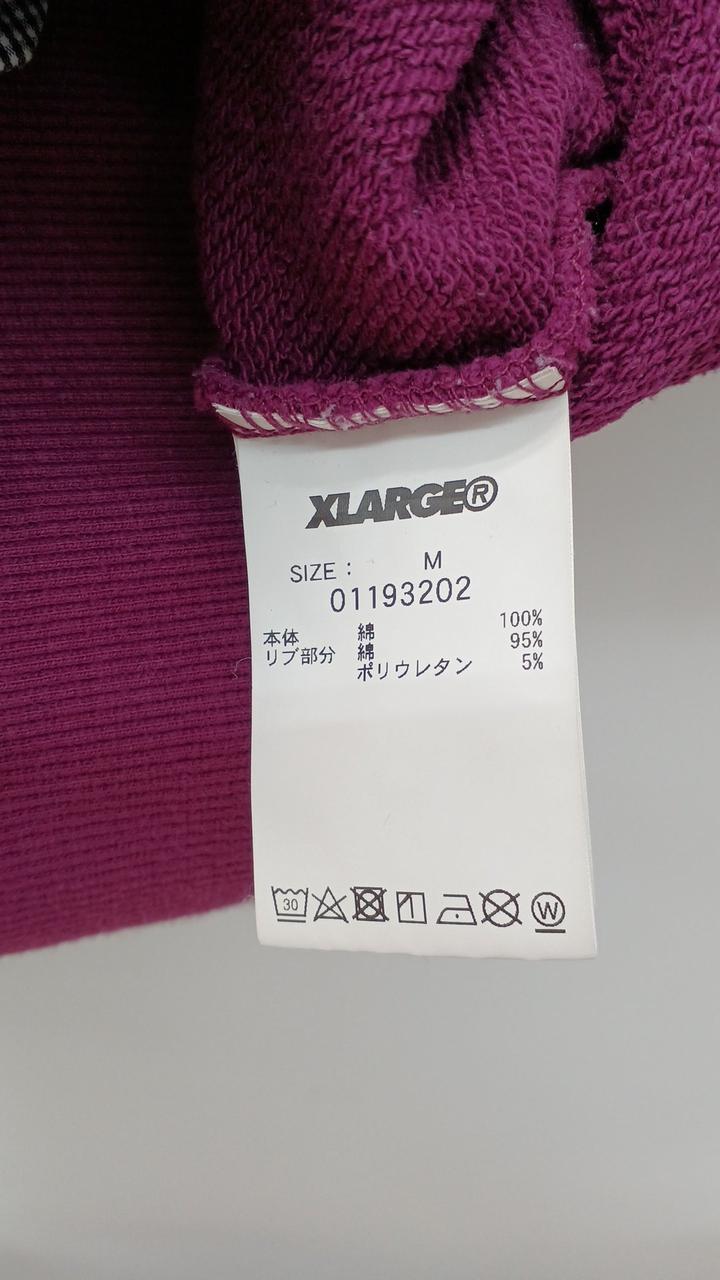 XLARGE®
SIZE : M
01193202
本体 綿 100%
リブ部分 綿 95%
ポリウレタン 5%
30 W